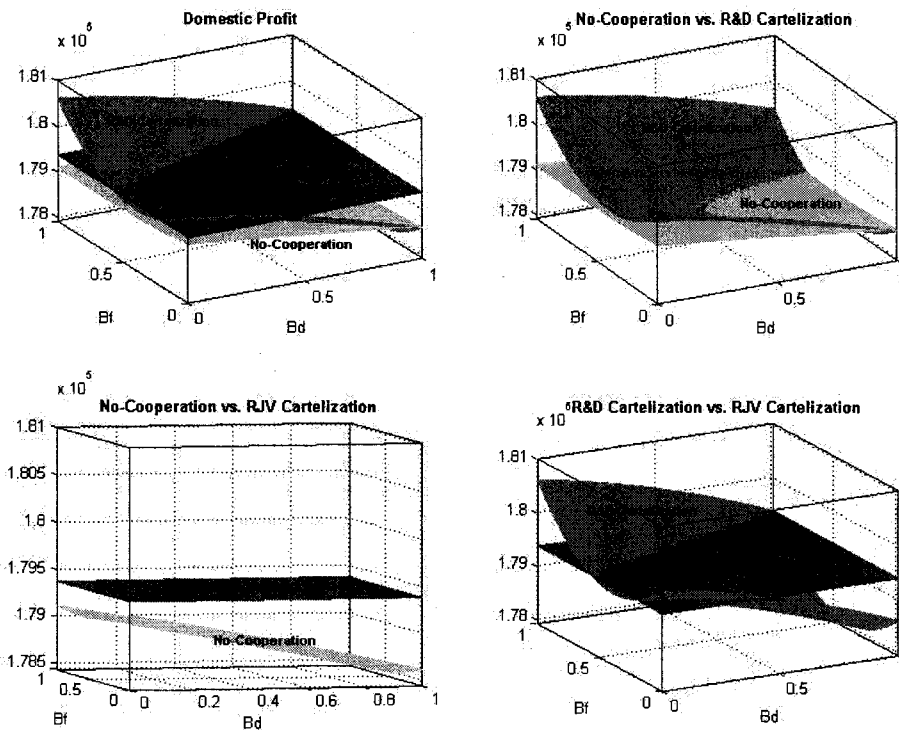 Domestic Profit
x 10^5
1.81
1.8
1.79
1.78
1
0.5
0
Bf
0
0.5
1
Bd
No-Cooperation
No-Cooperation vs. R&D Cartelization
x 10^5
1.81
1.8
1.79
1.78
1
0.5
0
Bf
0
0.5
1
Bd
No-Cooperation
x 10^5
No-Cooperation vs. RJV Cartelization
1.81
1.805
1.8
1.795
1.79
1.785
1
0.5
0
Bf
0
0.2
0.4
0.6
0.8
1
Bd
No-Cooperation
R&D Cartelization vs. RJV Cartelization
x 10^5
1.81
1.8
1.79
1.78
1
0.5
0
Bf
0
0.5
1
Bd